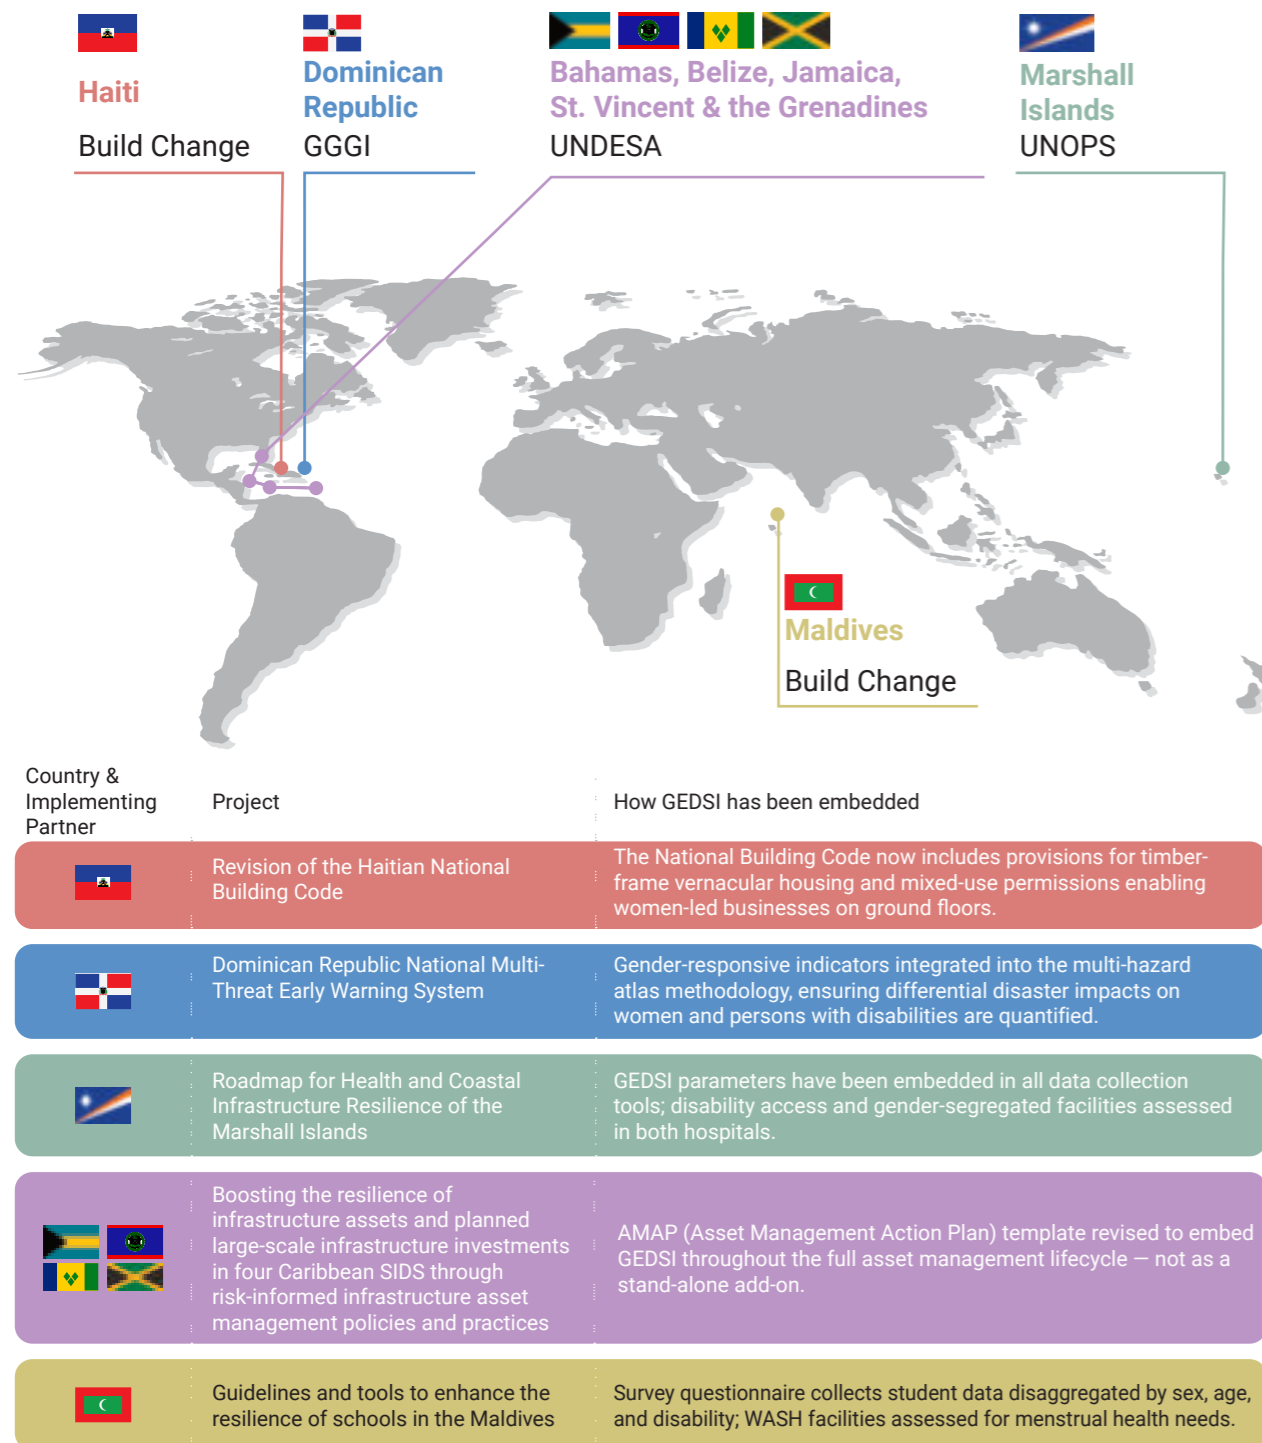 Haiti
Build Change
Dominican
Republic
GGGI
Bahamas, Belize, Jamaica,
St. Vincent & the Grenadines
UNDESA
Marshall
Islands
UNOPS
Maldives
Build Change
Country &
Implementing
Partner
Project
How GEDSI has been embedded
Revision of the Haitian National
Building Code
The National Building Code now includes provisions for timber-
frame vernacular housing and mixed-use permissions enabling
women-led businesses on ground floors.
Dominican Republic National Multi-
Threat Early Warning System
Gender-responsive indicators integrated into the multi-hazard
atlas methodology, ensuring differential disaster impacts on
women and persons with disabilities are quantified.
Roadmap for Health and Coastal
Infrastructure Resilience of the
Marshall Islands
GEDSI parameters have been embedded in all data collection
tools; disability access and gender-segregated facilities assessed
in both hospitals.
Boosting the resilience of
infrastructure assets and planned
large-scale infrastructure investments
in four Caribbean SIDS through
risk-informed infrastructure asset
management policies and practices
AMAP (Asset Management Action Plan) template revised to embed
GEDSI throughout the full asset management lifecycle — not as a
stand-alone add-on.
Guidelines and tools to enhance the
resilience of schools in the Maldives
Survey questionnaire collects student data disaggregated by sex, age,
and disability; WASH facilities assessed for menstrual health needs.